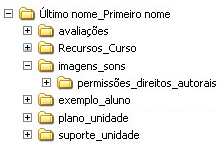 Último nome_Primeiro nome
avaliações
Recursos_Curso
imagens_sons
permissões_direitos_autorais
exemplo_aluno
plano_unidade
suporte_unidade